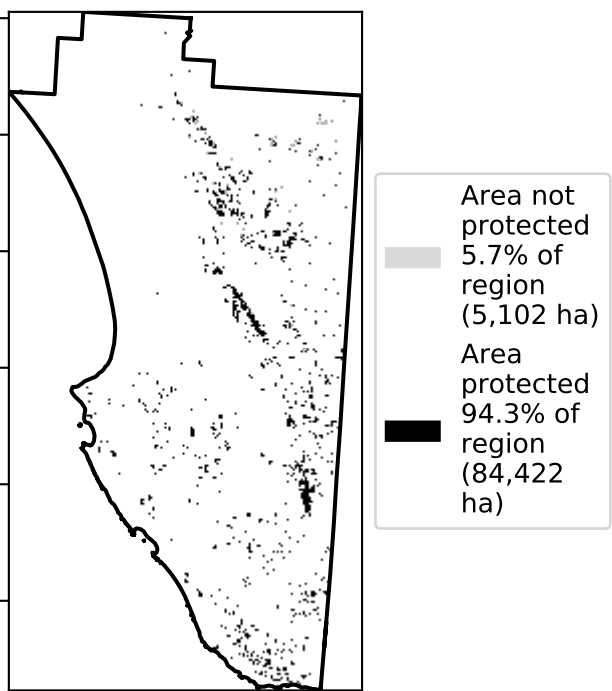 Area not
protected
5.7% of
region
(5,102 ha)
Area
protected
94.3% of
region
(84,422
ha)